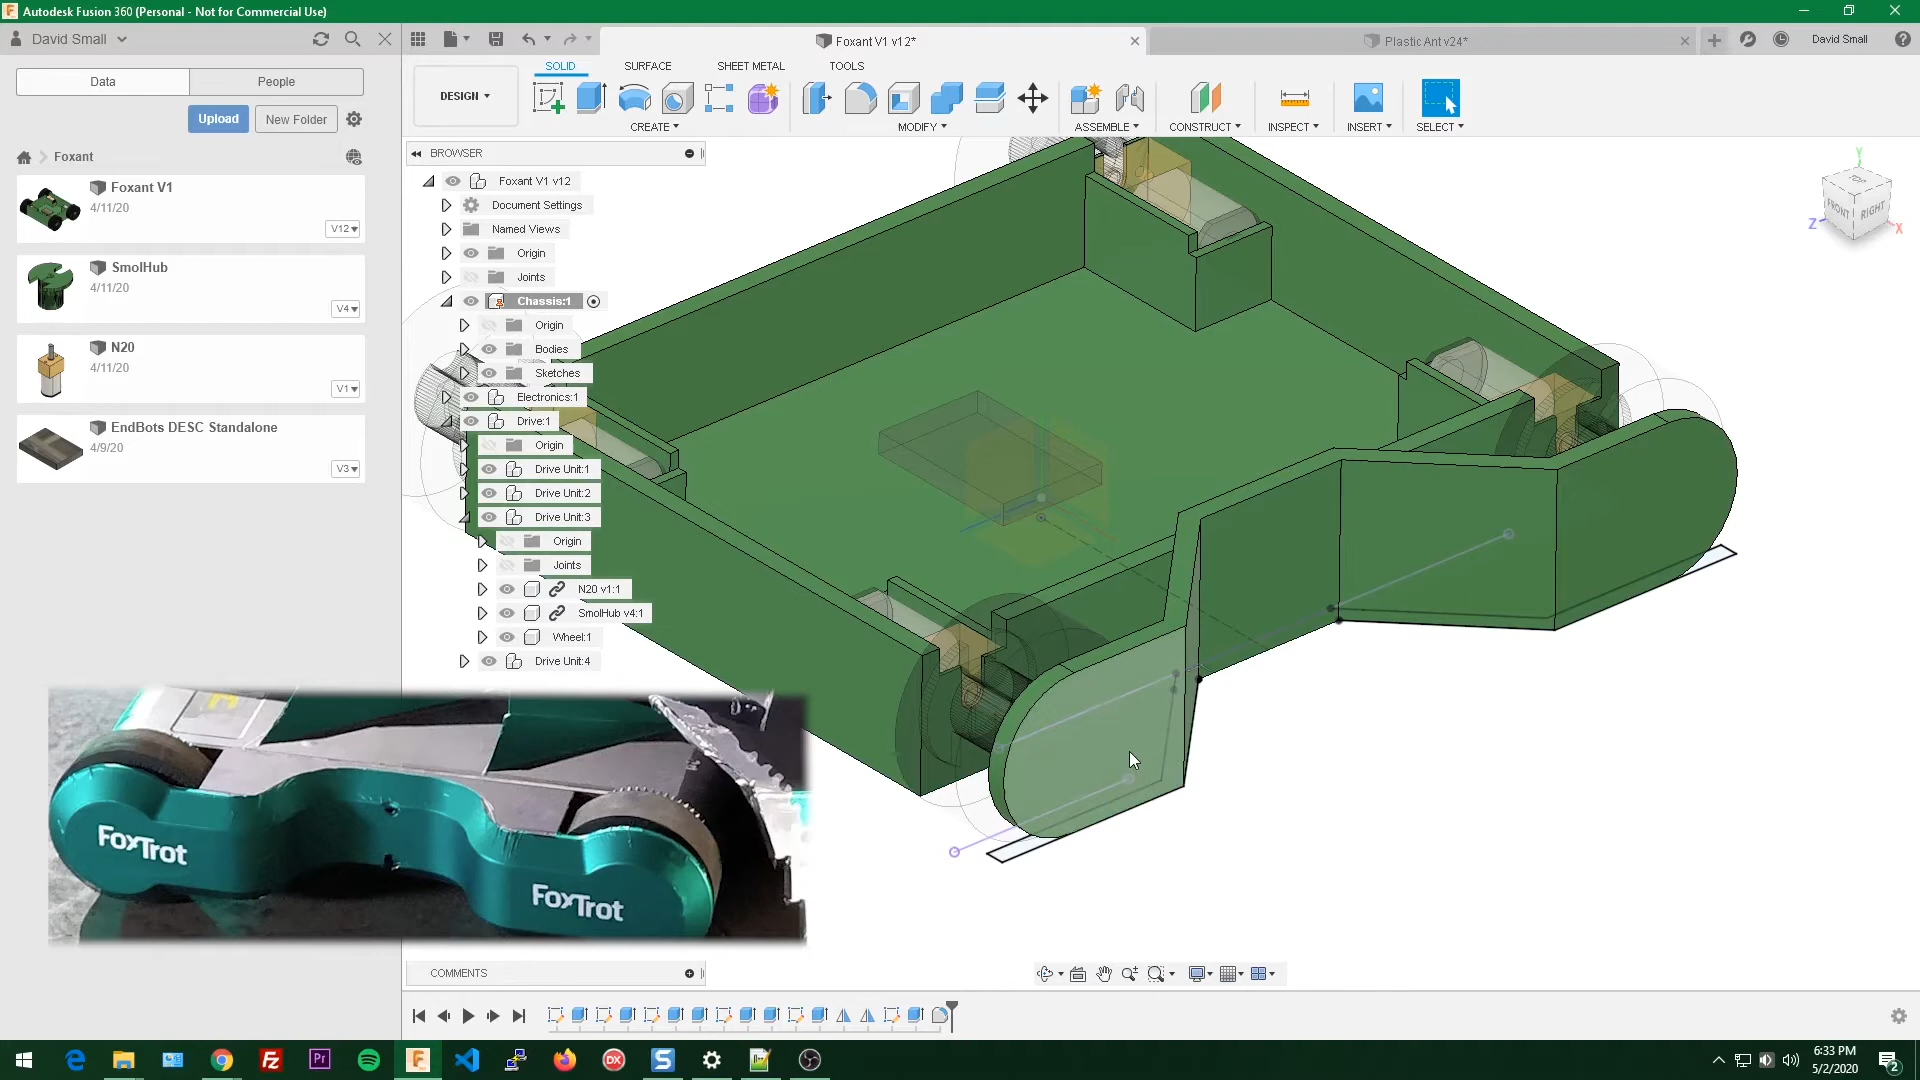 Autodesk Fusion 360 (Personal - Not for Commercial Use)
David Small
Foxant V1 v12*
Plastic Ant v24*
David Small
Data
People
SOLID
SURFACE
SHEET METAL
TOOLS
Upload
New Folder
DESIGN
CREATE
MODIFY
ASSEMBLE
CONSTRUCT
INSPECT
INSERT
SELECT
Foxant
Foxant V1
4/11/20
V12
SmolHub
4/11/20
V4
N20
4/11/20
V1
EndBots DESC Standalone
4/9/20
V3
BROWSER
Foxant V1 v12
Document Settings
Named Views
Origin
Joints
Chassis:1
Origin
Bodies
Sketches
Electronics:1
Drive:1
Origin
Drive Unit:1
Drive Unit:2
Drive Unit:3
Origin
Joints
N20 v1:1
SmolHub v4:1
Wheel:1
Drive Unit:4
Y
TOP
FRONT
RIGHT
Z
X
FoxTrot
FoxTrot
COMMENTS
6:33 PM
5/2/2020
2